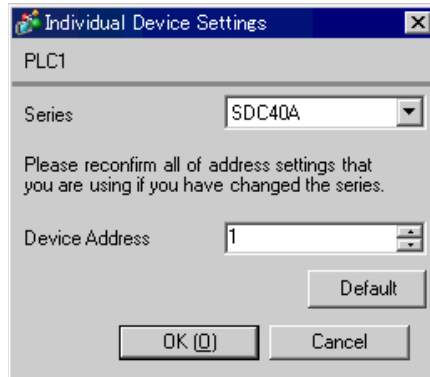 Individual Device Settings
PLC1
Series
SDC40A
Please reconfirm all of address settings that
you are using if you have changed the series.
Device Address
1
Default
OK (O)
Cancel